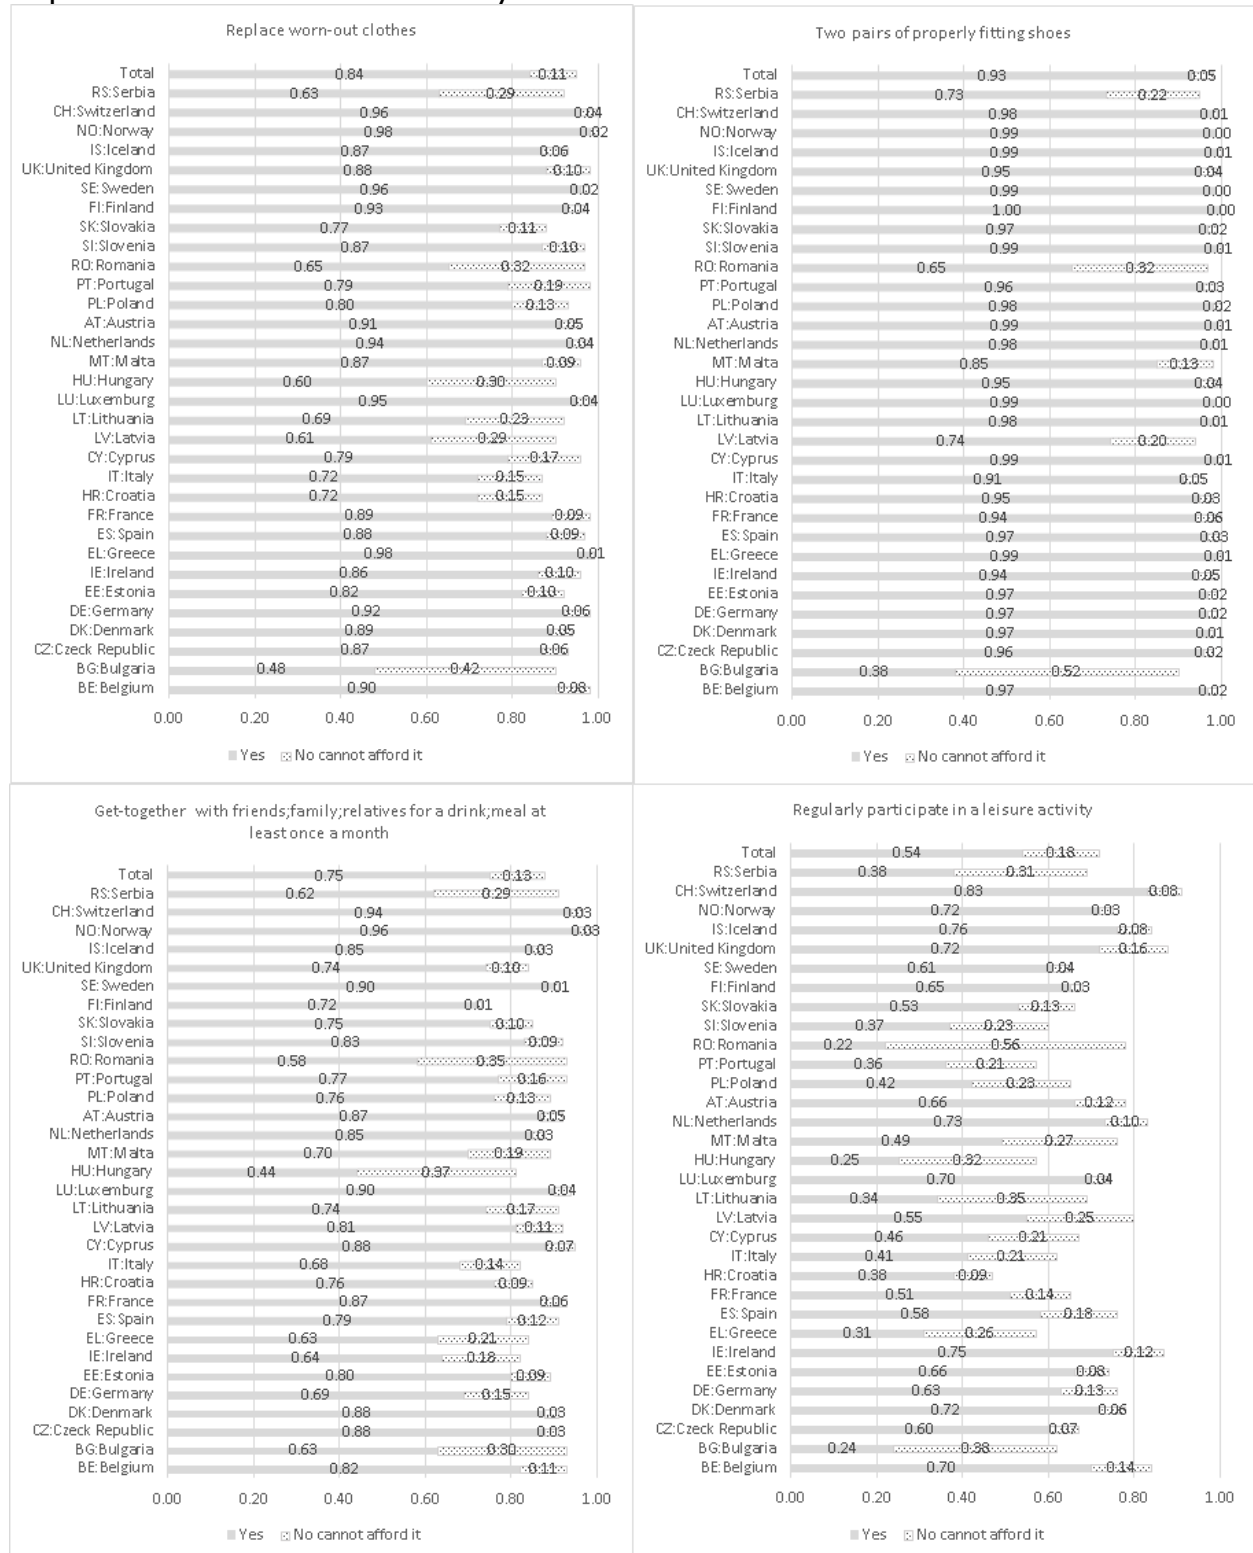 Replace worn-out clothes
Total 0.84 0.11
RS:Serbia 0.63 0.29
CH:Switzerland 0.96 0.04
NO:Norway 0.98 0.02
IS:Iceland 0.87 0.06
UK:United Kingdom 0.88 0.10
SE:Sweden 0.96 0.02
FI:Finland 0.93 0.04
SK:Slovakia 0.77 0.11
SI:Slovenia 0.87 0.10
RO:Romania 0.65 0.32
PT:Portugal 0.79 0.19
PL:Poland 0.80 0.13
AT:Austria 0.91 0.05
NL:Netherlands 0.94 0.04
MT:Malta 0.87 0.09
HU:Hungary 0.60 0.30
LU:Luxemburg 0.95 0.04
LT:Lithuania 0.69 0.23
LV:Latvia 0.61 0.29
CY:Cyprus 0.79 0.17
IT:Italy 0.72 0.15
HR:Croatia 0.72 0.15
FR:France 0.89 0.09
ES:Spain 0.88 0.09
EL:Greece 0.98 0.01
IE:Ireland 0.86 0.10
EE:Estonia 0.82 0.10
DE:Germany 0.92 0.06
DK:Denmark 0.89 0.05
CZ:Czeck Republic 0.87 0.06
BG:Bulgaria 0.48 0.42
BE:Belgium 0.90 0.08
0.00 0.20 0.40 0.60 0.80 1.00
Yes No cannot afford it
Two pairs of properly fitting shoes
Total 0.93 0.05
RS:Serbia 0.73 0.22
CH:Switzerland 0.98 0.01
NO:Norway 0.99 0.00
IS:Iceland 0.99 0.01
UK:United Kingdom 0.95 0.04
SE:Sweden 0.99 0.00
FI:Finland 1.00 0.00
SK:Slovakia 0.97 0.02
SI:Slovenia 0.99 0.01
RO:Romania 0.65 0.32
PT:Portugal 0.96 0.03
PL:Poland 0.98 0.02
AT:Austria 0.99 0.01
NL:Netherlands 0.98 0.01
MT:Malta 0.85 0.13
HU:Hungary 0.95 0.04
LU:Luxemburg 0.99 0.00
LT:Lithuania 0.98 0.01
LV:Latvia 0.74 0.20
CY:Cyprus 0.99 0.01
IT:Italy 0.91 0.05
HR:Croatia 0.95 0.03
FR:France 0.94 0.06
ES:Spain 0.97 0.03
EL:Greece 0.99 0.01
IE:Ireland 0.94 0.05
EE:Estonia 0.97 0.02
DE:Germany 0.97 0.02
DK:Denmark 0.97 0.01
CZ:Czeck Republic 0.96 0.02
BG:Bulgaria 0.38 0.52
BE:Belgium 0.97 0.02
0.00 0.20 0.40 0.60 0.80 1.00
Yes No cannot afford it
Get-together with friends;family;relatives for a drink;meal at
least once a month
Total 0.75 0.13
RS:Serbia 0.62 0.29
CH:Switzerland 0.94 0.03
NO:Norway 0.96 0.03
IS:Iceland 0.85 0.03
UK:United Kingdom 0.74 0.10
SE:Sweden 0.90 0.01
FI:Finland 0.72 0.01
SK:Slovakia 0.75 0.10
SI:Slovenia 0.83 0.09
RO:Romania 0.58 0.35
PT:Portugal 0.77 0.16
PL:Poland 0.76 0.13
AT:Austria 0.87 0.05
NL:Netherlands 0.85 0.03
MT:Malta 0.70 0.19
HU:Hungary 0.44 0.37
LU:Luxemburg 0.90 0.04
LT:Lithuania 0.74 0.17
LV:Latvia 0.81 0.11
CY:Cyprus 0.88 0.07
IT:Italy 0.68 0.14
HR:Croatia 0.76 0.09
FR:France 0.87 0.06
ES:Spain 0.79 0.12
EL:Greece 0.63 0.21
IE:Ireland 0.64 0.18
EE:Estonia 0.80 0.09
DE:Germany 0.69 0.15
DK:Denmark 0.88 0.03
CZ:Czeck Republic 0.88 0.03
BG:Bulgaria 0.63 0.30
BE:Belgium 0.82 0.11
0.00 0.20 0.40 0.60 0.80 1.00
Yes No cannot afford it
Regularly participate in a leisure activity
Total 0.54 0.18
RS:Serbia 0.38 0.31
CH:Switzerland 0.83 0.08
NO:Norway 0.72 0.03
IS:Iceland 0.76 0.08
UK:United Kingdom 0.72 0.16
SE:Sweden 0.61 0.04
FI:Finland 0.65 0.03
SK:Slovakia 0.53 0.13
SI:Slovenia 0.37 0.23
RO:Romania 0.22 0.56
PT:Portugal 0.36 0.21
PL:Poland 0.42 0.23
AT:Austria 0.66 0.12
NL:Netherlands 0.73 0.10
MT:Malta 0.49 0.27
HU:Hungary 0.25 0.32
LU:Luxemburg 0.70 0.04
LT:Lithuania 0.34 0.35
LV:Latvia 0.55 0.25
CY:Cyprus 0.46 0.21
IT:Italy 0.41 0.21
HR:Croatia 0.38 0.09
FR:France 0.51 0.14
ES:Spain 0.58 0.18
EL:Greece 0.31 0.26
IE:Ireland 0.75 0.12
EE:Estonia 0.66 0.08
DE:Germany 0.63 0.13
DK:Denmark 0.72 0.06
CZ:Czeck Republic 0.60 0.07
BG:Bulgaria 0.24 0.38
BE:Belgium 0.70 0.14
0.00 0.20 0.40 0.60 0.80 1.00
Yes No cannot afford it